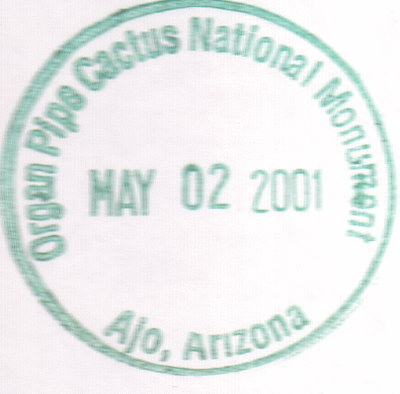 Organ Pipe Cactus National Monument
MAY 02 2001
Ajo, Arizona